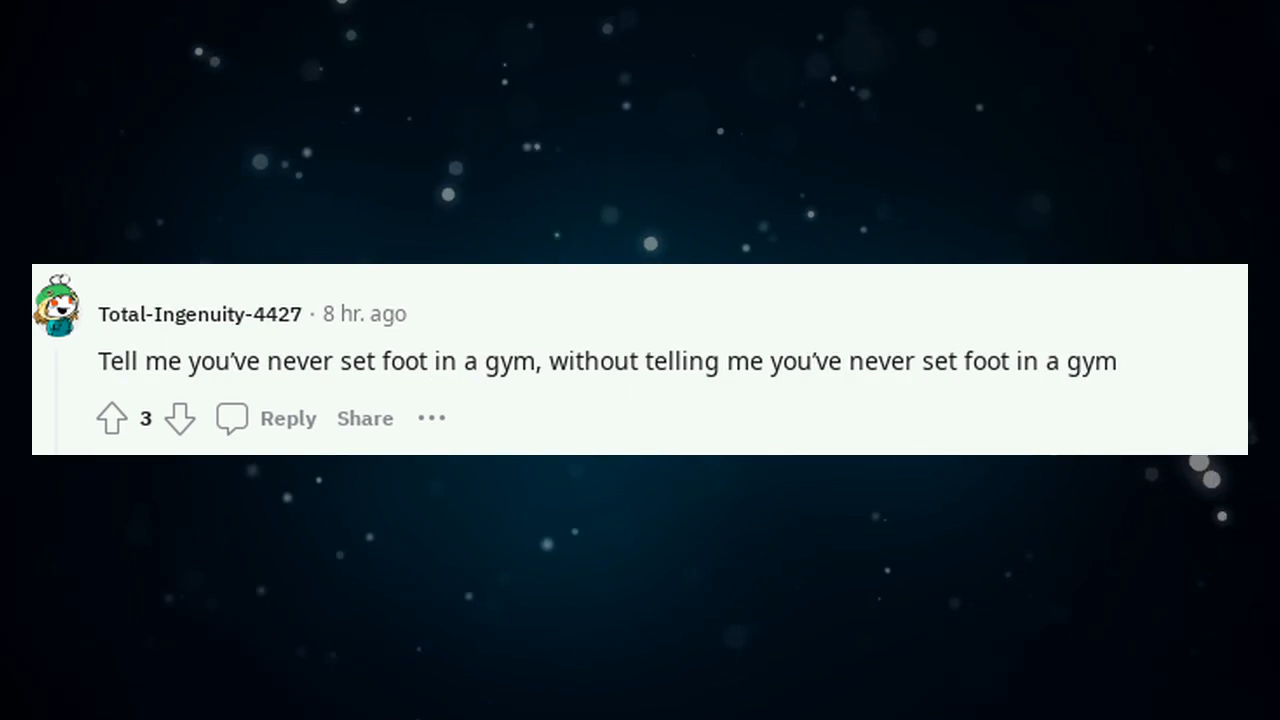 Total-Ingenuity-4427 · 8 hr. ago
Tell me you’ve never set foot in a gym, without telling me you’ve never set foot in a gym
3 Reply Share ···